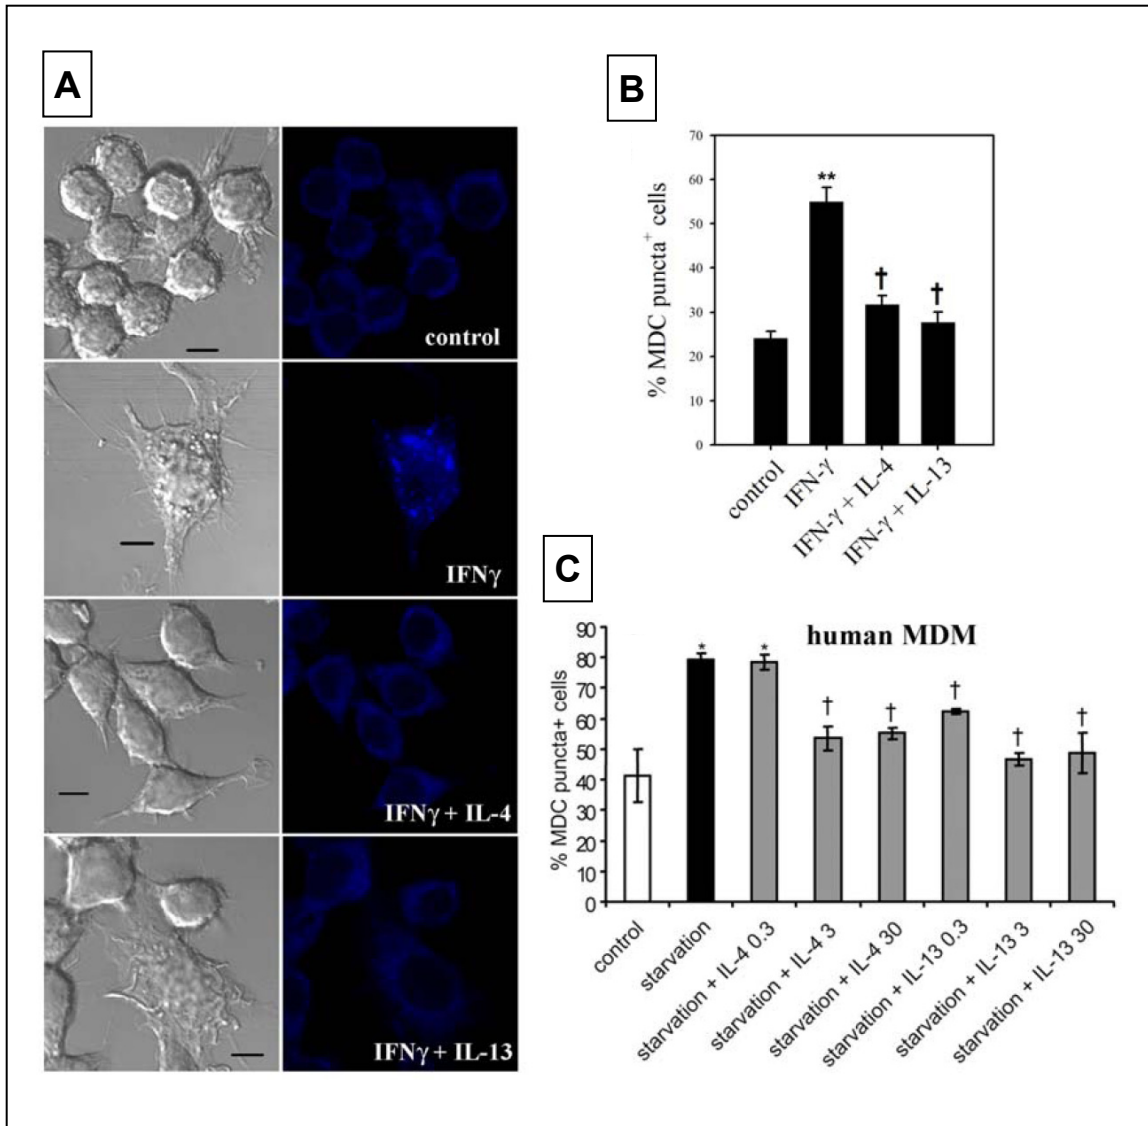 A
control
IFNγ
IFNγ + IL-4
IFNγ + IL-13
B
70
60
50
40
30
20
10
0
% MDC puncta⁺ cells
**
†
†
control
IFN-γ
IFN-γ + IL-4
IFN-γ + IL-13
C
human MDM
90
80
70
60
50
40
30
20
10
0
% MDC puncta+ cells
*
*
†
†
†
†
†
control
starvation
starvation + IL-4 0.3
starvation + IL-4 3
starvation + IL-4 30
starvation + IL-13 0.3
starvation + IL-13 3
starvation + IL-13 30